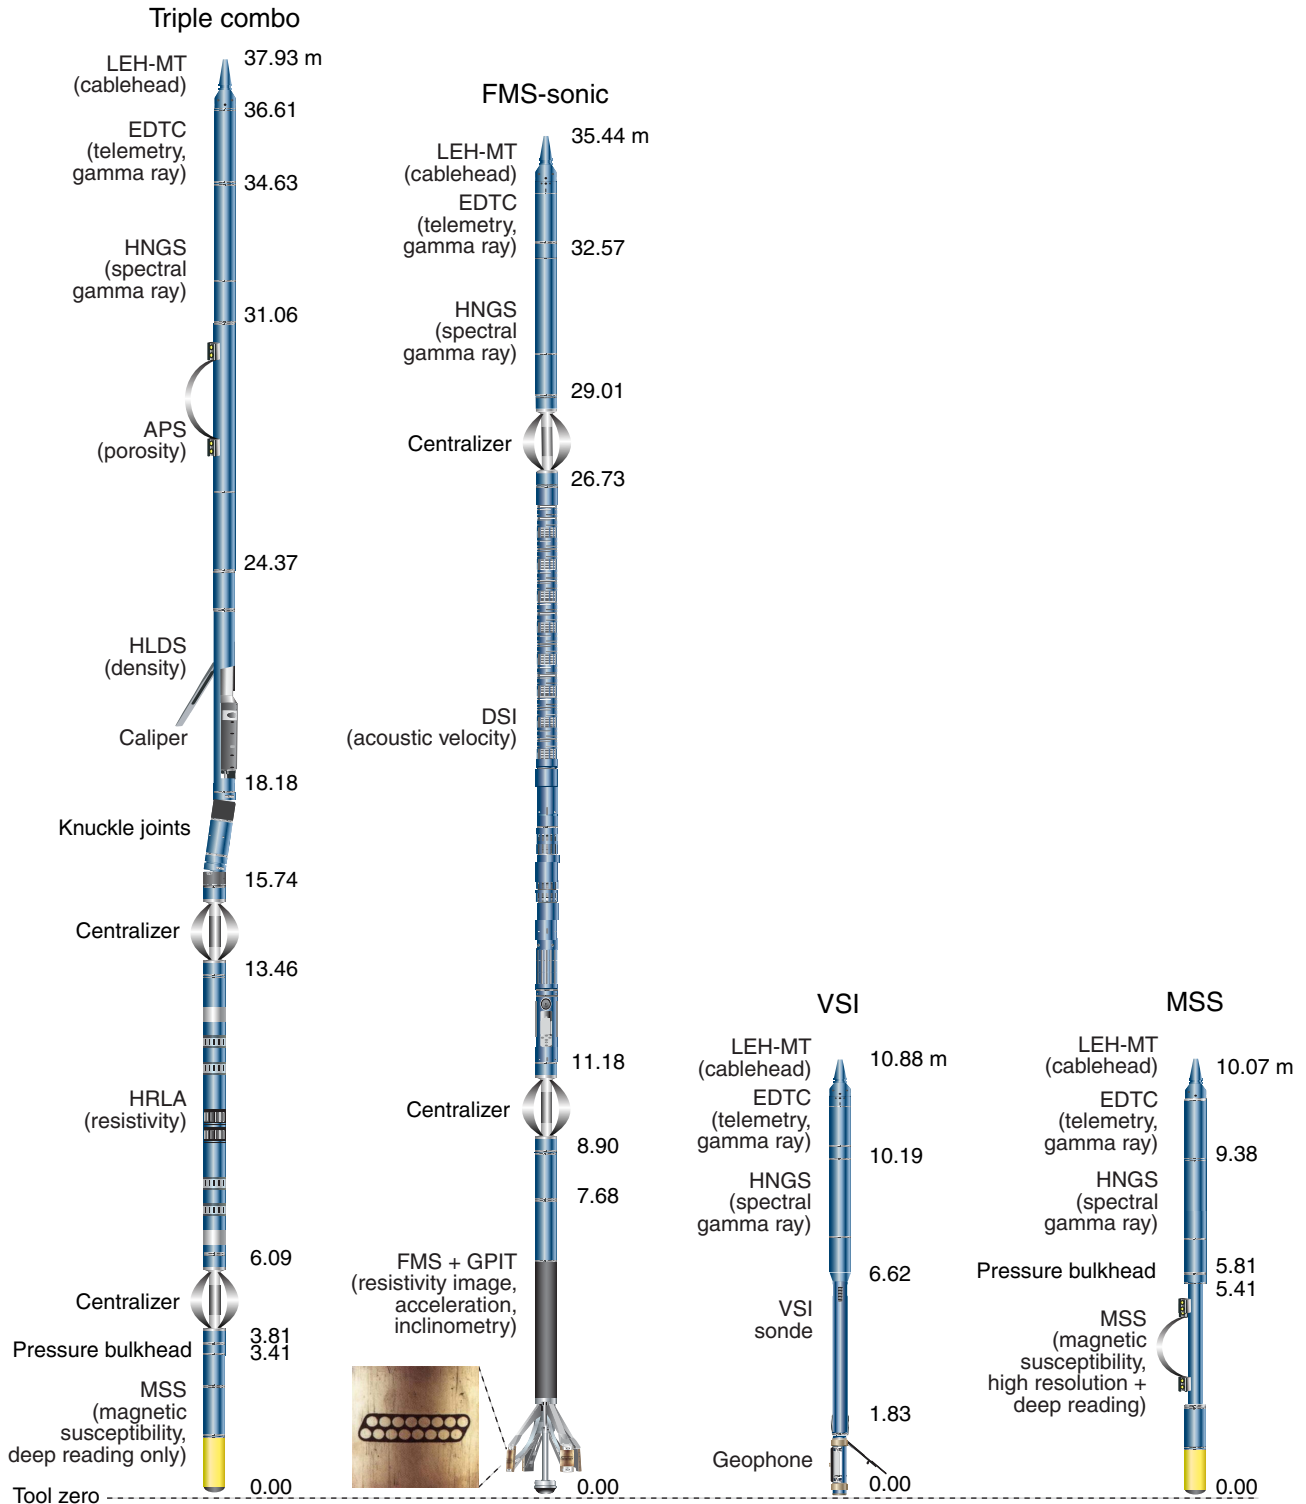 Triple combo
LEH-MT
(cablehead)
37.93 m
36.61
EDTC
(telemetry,
gamma ray)
34.63
HNGS
(spectral
gamma ray)
31.06
APS
(porosity)
24.37
HLDS
(density)
Caliper
18.18
Knuckle joints
15.74
Centralizer
13.46
HRLA
(resistivity)
6.09
Centralizer
3.81
Pressure bulkhead
3.41
MSS
(magnetic
susceptibility,
deep reading only)
0.00
Tool zero
FMS-sonic
35.44 m
LEH-MT
(cablehead)
EDTC
(telemetry,
gamma ray)
32.57
HNGS
(spectral
gamma ray)
29.01
Centralizer
26.73
DSI
(acoustic velocity)
11.18
Centralizer
8.90
7.68
FMS + GPIT
(resistivity image,
acceleration,
inclinometry)
0.00
VSI
LEH-MT
(cablehead)
10.88 m
EDTC
(telemetry,
gamma ray)
10.19
HNGS
(spectral
gamma ray)
6.62
VSI
sonde
1.83
Geophone
0.00
MSS
LEH-MT
(cablehead)
10.07 m
EDTC
(telemetry,
gamma ray)
9.38
HNGS
(spectral
gamma ray)
5.81
Pressure bulkhead
5.41
MSS
(magnetic
susceptibility,
high resolution +
deep reading)
0.00